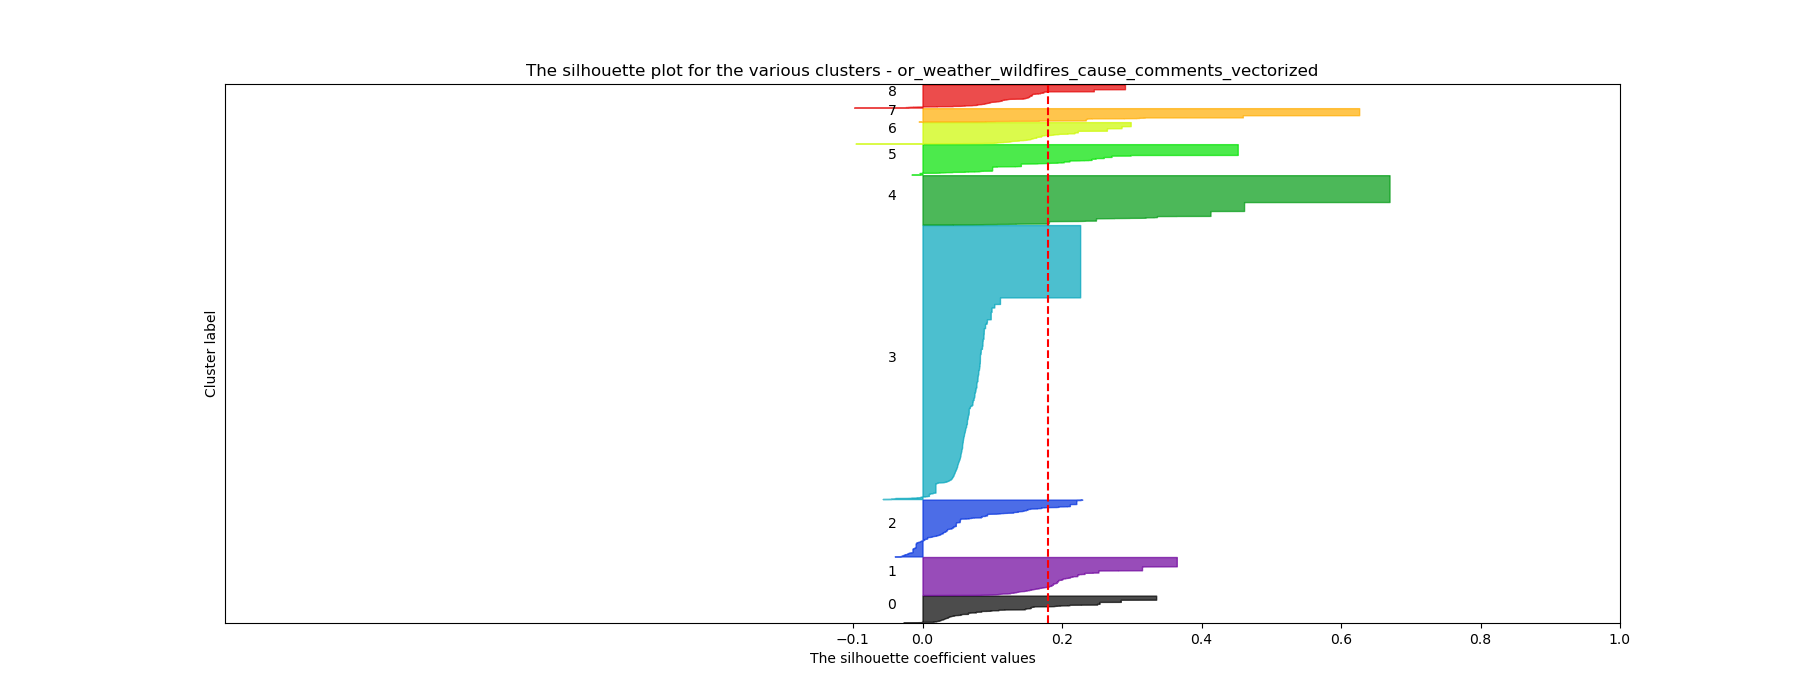 The silhouette plot for the various clusters - or_weather_wildfires_cause_comments_vectorized
8
7
6
5
4
3
2
1
0
Cluster label
−0.1 0.0 0.2 0.4 0.6 0.8 1.0
The silhouette coefficient values